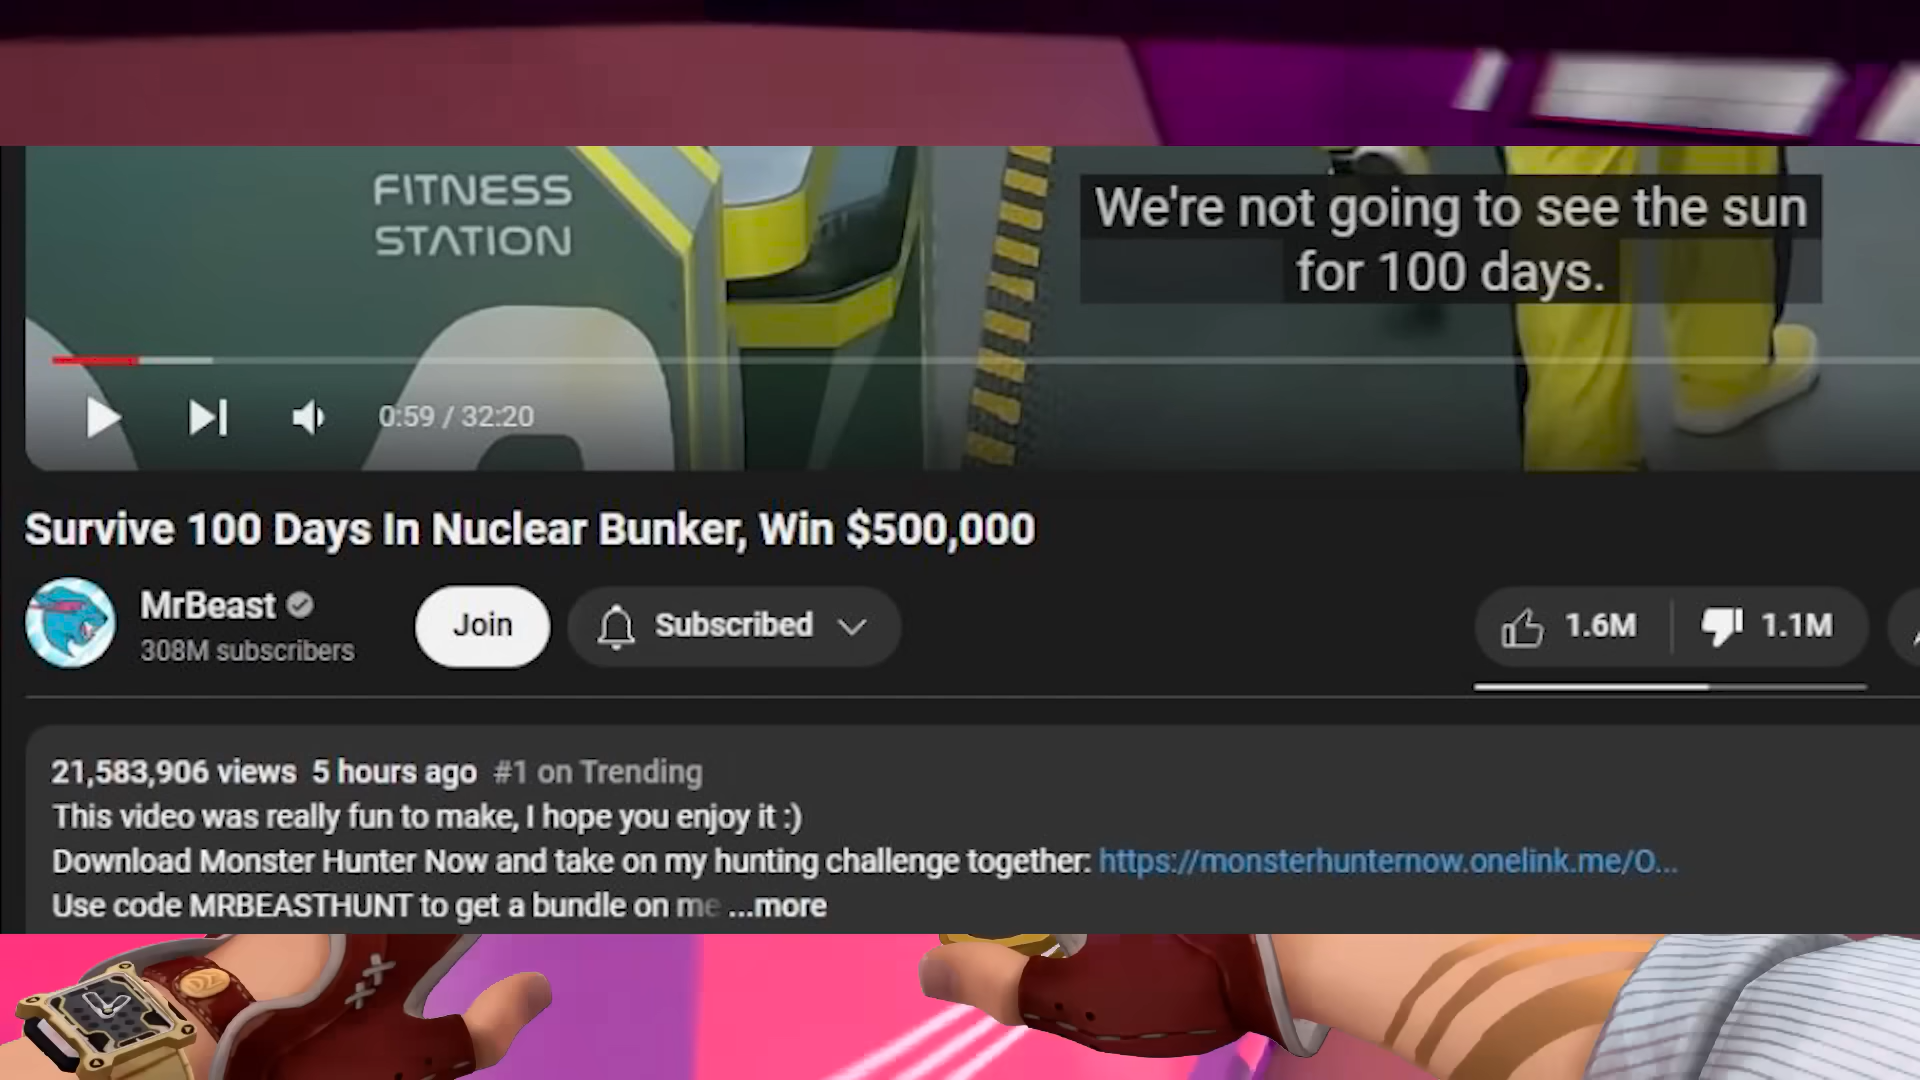 FITNESS
STATION
We're not going to see the sun
for 100 days.
0:59 / 32:20
Survive 100 Days In Nuclear Bunker, Win $500,000
MrBeast
308M subscribers
Join
Subscribed
1.6M
1.1M
21,583,906 views 5 hours ago #1 on Trending
This video was really fun to make, I hope you enjoy it :)
Download Monster Hunter Now and take on my hunting challenge together: https://monsterhunternow.onelink.me/O...
Use code MRBEASTHUNT to get a bundle on me ...more